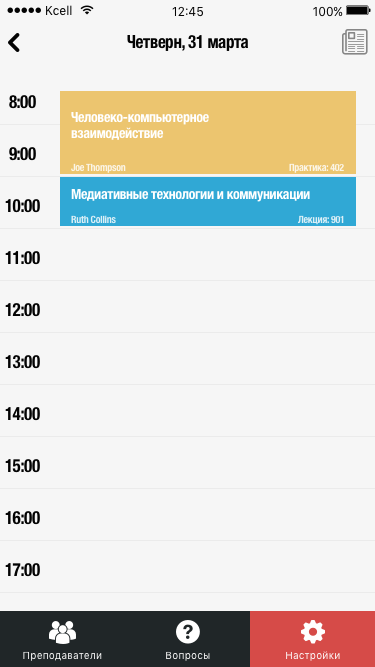 Kcell 12:45 100%
Четверн, 31 марта
8:00
Человеко-компьютерное
взаимодействие
9:00
Joe Thompson Практика: 402
Медиативные технологии и коммуникации
10:00
Ruth Collins Лекция: 901
11:00
12:00
13:00
14:00
15:00
16:00
17:00
Преподаватели Вопросы Настройки